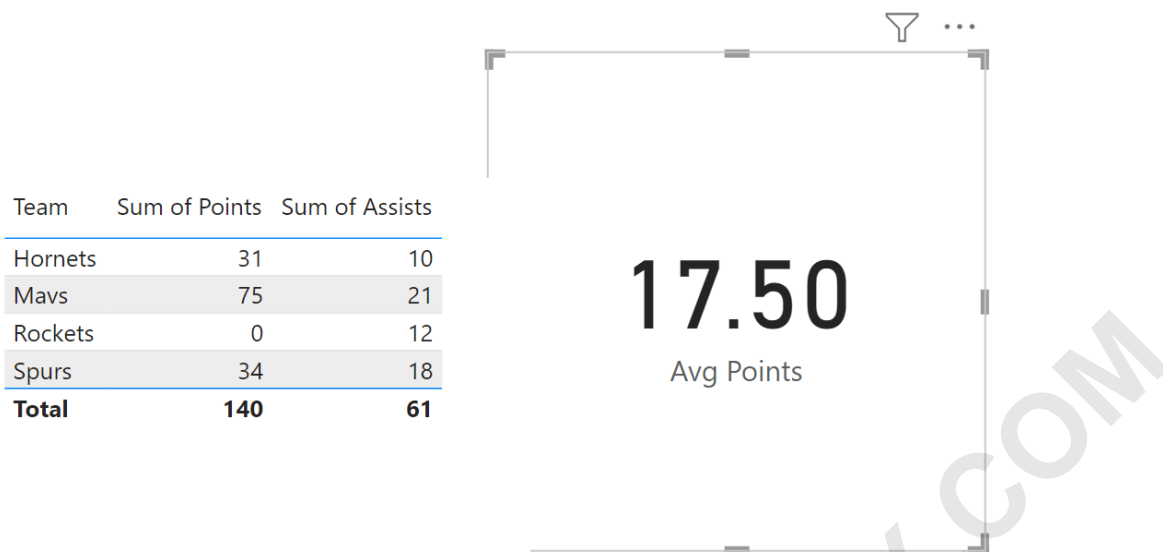 Team Sum of Points Sum of Assists
Hornets 31 10
Mavs 75 21
Rockets 0 12
Spurs 34 18
Total 140 61
17.50
Avg Points
.COM